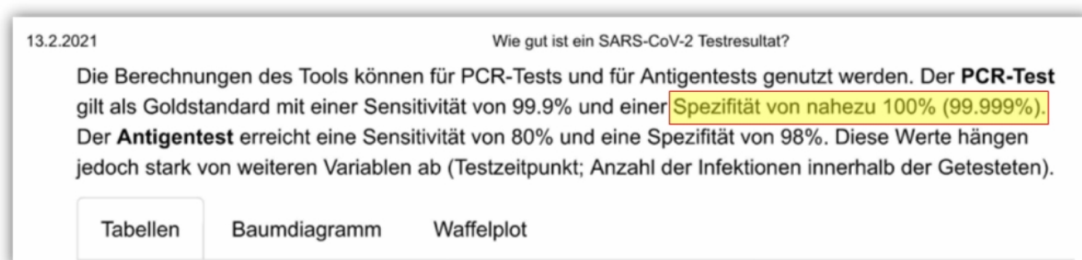 13.2.2021 Wie gut ist ein SARS-CoV-2 Testresultat?
Die Berechnungen des Tools können für PCR-Tests und für Antigentests genutzt werden. Der PCR-Test
gilt als Goldstandard mit einer Sensitivität von 99.9% und einer Spezifität von nahezu 100% (99.999%).
Der Antigentest erreicht eine Sensitivität von 80% und eine Spezifität von 98%. Diese Werte hängen
jedoch stark von weiteren Variablen ab (Testzeitpunkt; Anzahl der Infektionen innerhalb der Getesteten).
Tabellen Baumdiagramm Waffelplot